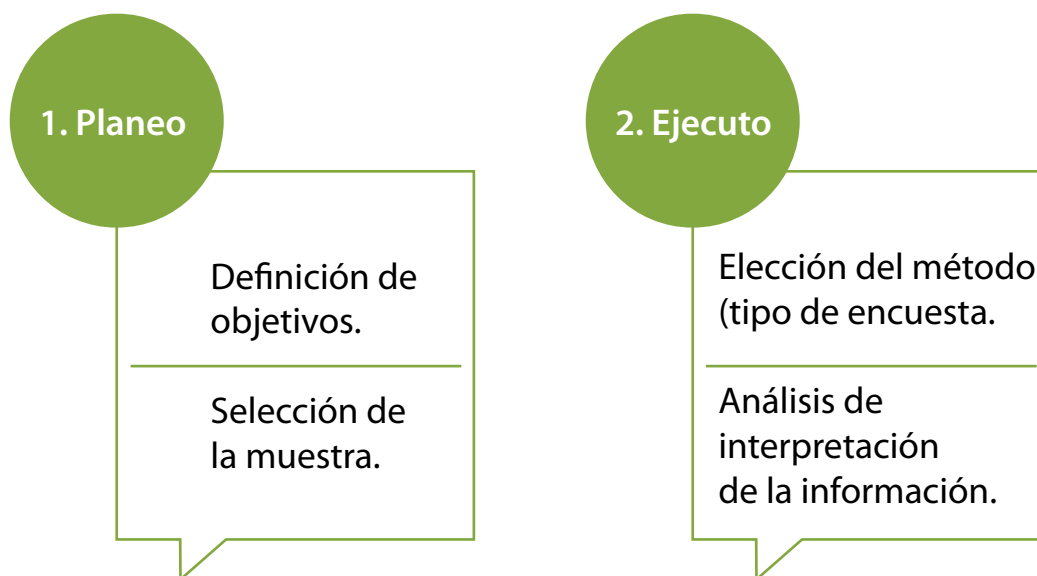 1. Planeo
Definición de
objetivos.
Selección de
la muestra.
2. Ejecuto
Elección del método
(tipo de encuesta.
Análisis de
interpretación
de la información.